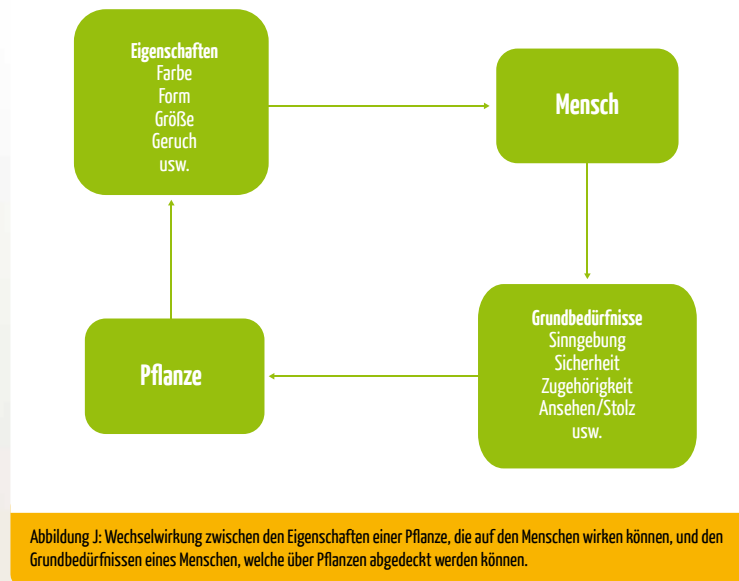 Eigenschaften
Farbe
Form
Größe
Geruch
usw.
Mensch
Grundbedürfnisse
Sinngebung
Sicherheit
Zugehörigkeit
Ansehen/Stolz
usw.
Pflanze
Abbildung J: Wechselwirkung zwischen den Eigenschaften einer Pflanze, die auf den Menschen wirken können, und den
Grundbedürfnissen eines Menschen, welche über Pflanzen abgedeckt werden können.